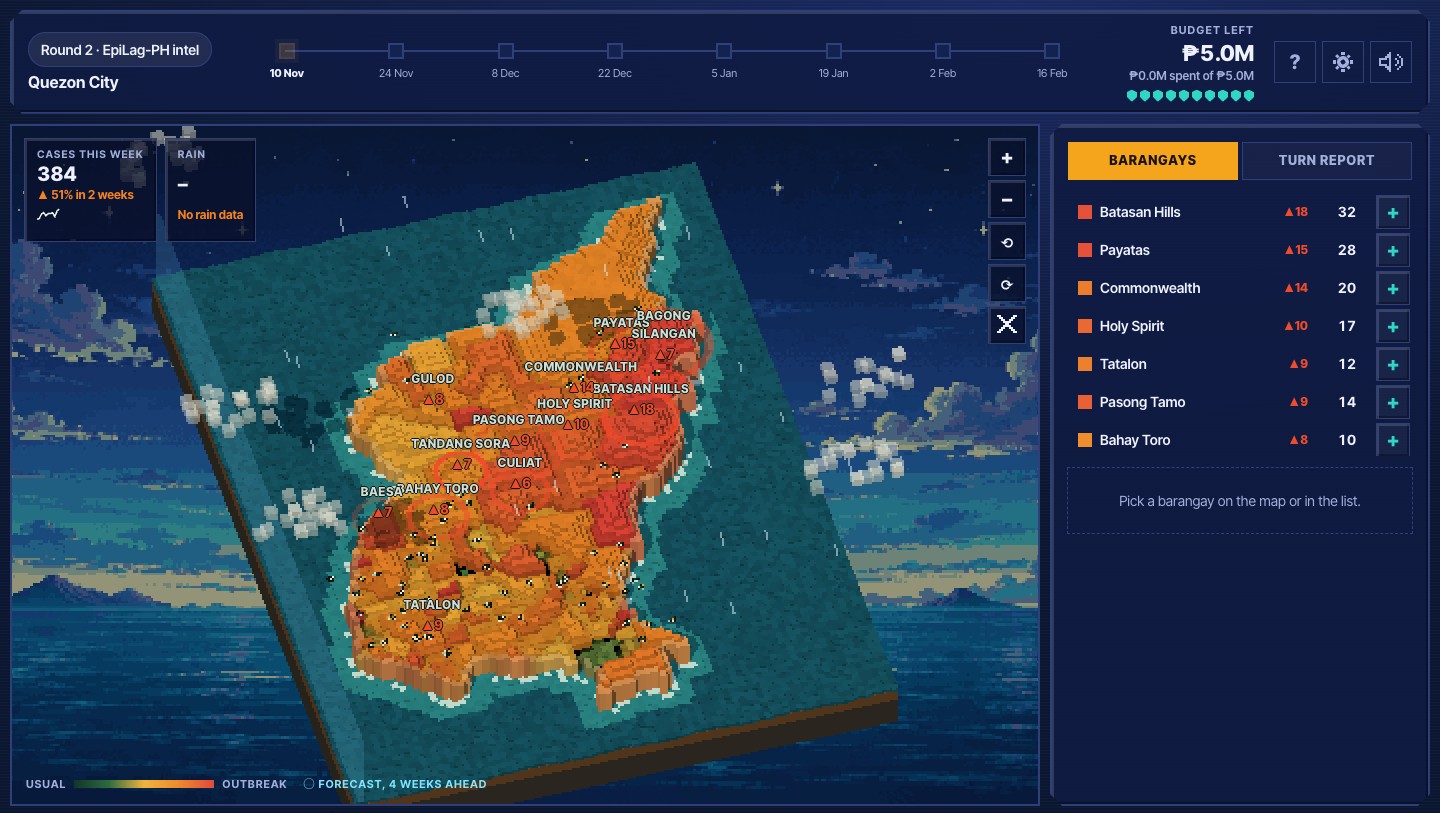 Round 2 · EpiLag-PH intel
Quezon City
10 Nov
24 Nov
8 Dec
22 Dec
5 Jan
19 Jan
2 Feb
16 Feb
BUDGET LEFT
₱5.0M
₱0.0M spent of ₱5.0M
?
CASES THIS WEEK
384
▲ 51% in 2 weeks
RAIN
–
No rain data
+
−
⟲
⟳
BARANGAYS
TURN REPORT
Batasan Hills ▲18 32 +
Payatas ▲15 28 +
Commonwealth ▲14 20 +
Holy Spirit ▲10 17 +
Tatalon ▲9 12 +
Pasong Tamo ▲9 14 +
Bahay Toro ▲8 10 +
Pick a barangay on the map or in the list.
BAGONG
SILANGAN
▲7
PAYATAS
▲15
COMMONWEALTH
▲14
GULOD
▲8
BATASAN HILLS
▲18
HOLY SPIRIT
▲10
PASONG TAMO
▲9
TANDANG SORA
▲7
CULIAT
▲6
BAESA
▲7
BAHAY TORO
▲8
TATALON
▲9
USUAL
OUTBREAK
FORECAST, 4 WEEKS AHEAD